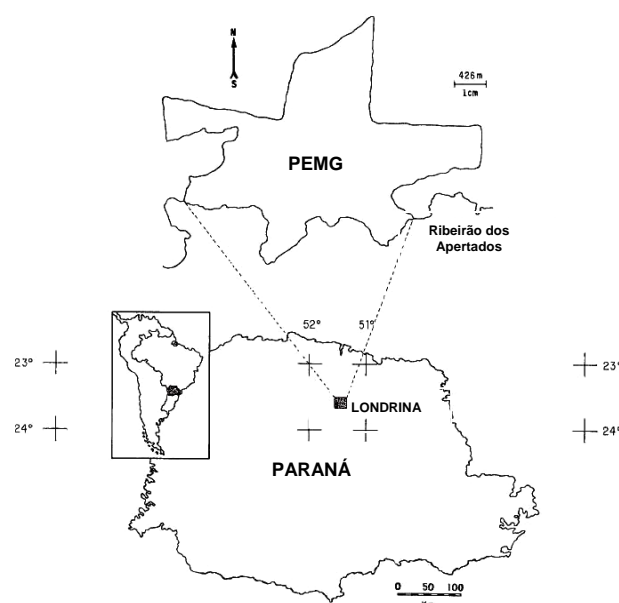 N
S
426m
1cm
PEMG
Ribeirão dos
Apertados
52° 51°
23° 23°
LONDRINA
24° 24°
PARANÁ
0 50 100